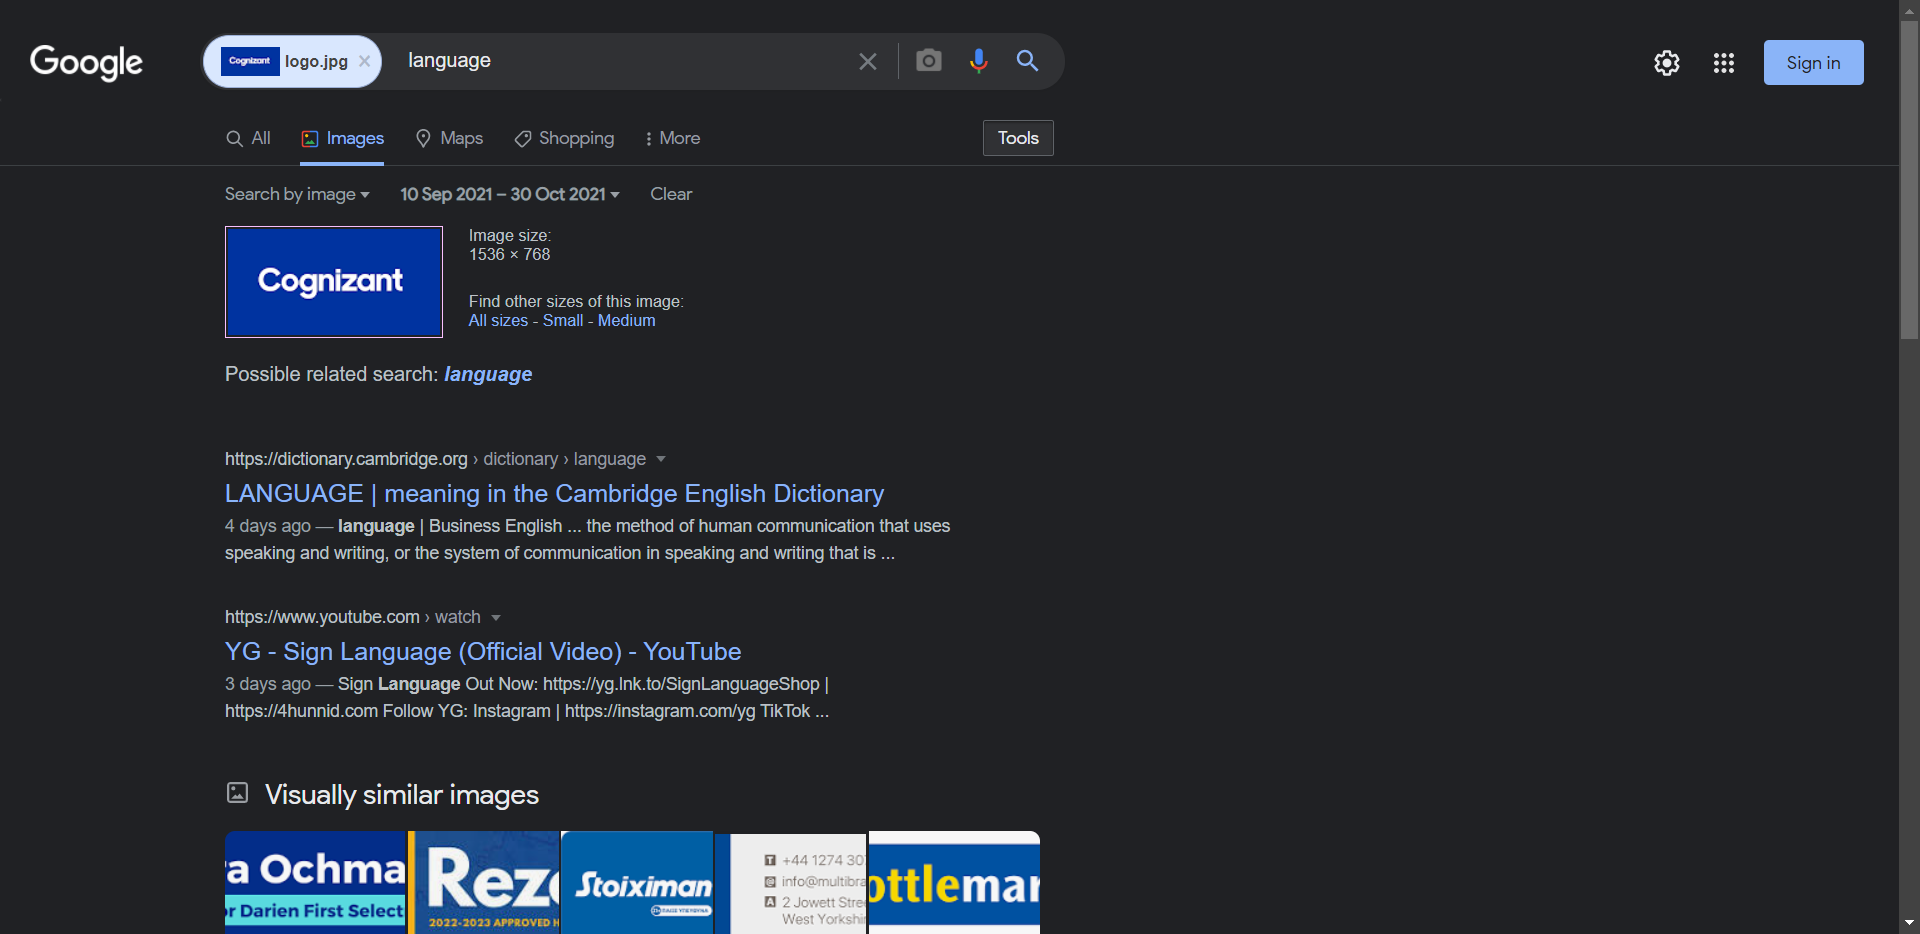 Google
Cognizant
logo.jpg
language
Sign in
All
Images
Maps
Shopping
More
Tools
Search by image
10 Sep 2021 – 30 Oct 2021
Clear
Cognizant
Image size:
1536 × 768
Find other sizes of this image:
All sizes - Small - Medium
Possible related search: language
https://dictionary.cambridge.org › dictionary › language
LANGUAGE | meaning in the Cambridge English Dictionary
4 days ago — language | Business English ... the method of human communication that uses
speaking and writing, or the system of communication in speaking and writing that is ...
https://www.youtube.com › watch
YG - Sign Language (Official Video) - YouTube
3 days ago — Sign Language Out Now: https://yg.lnk.to/SignLanguageShop |
https://4hunnid.com Follow YG: Instagram | https://instagram.com/yg TikTok ...
Visually similar images
a Ochma
or Darien First Select
Rez
2022-2023 APPROVED H
Stoiximan
T +44 1274 30
@ info@multibra
A 2 Jowett Stre
West Yorkshi
ottleman